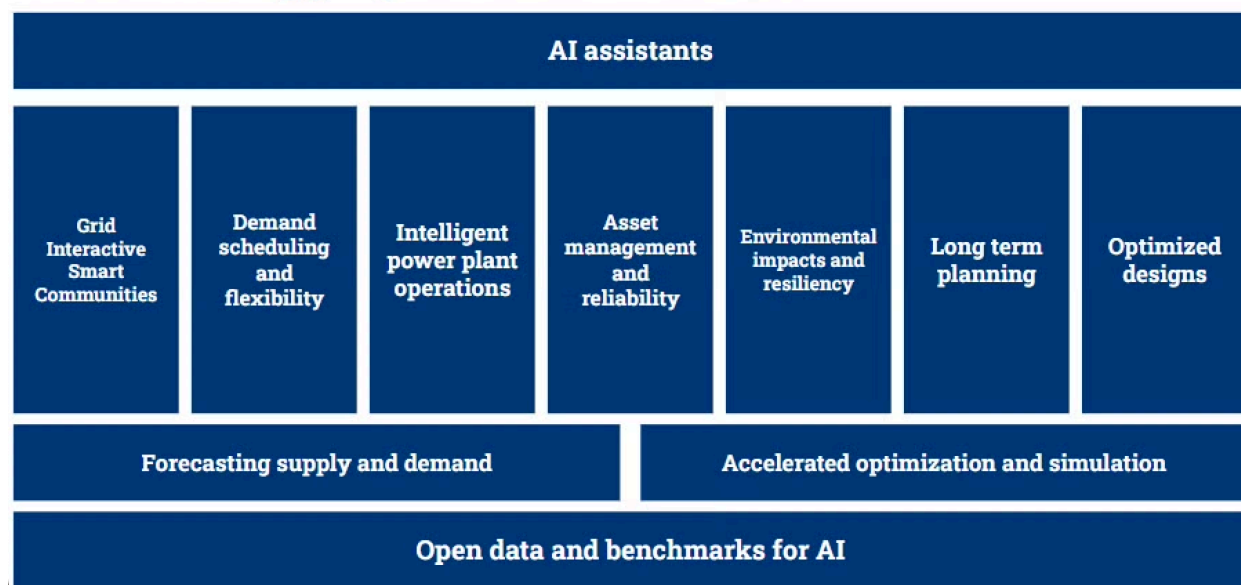 AI assistants
Grid
Interactive
Smart
Communities
Demand
scheduling
and
flexibility
Intelligent
power plant
operations
Asset
management
and
reliability
Environmental
impacts and
resiliency
Long term
planning
Optimized
designs
Forecasting supply and demand
Accelerated optimization and simulation
Open data and benchmarks for AI